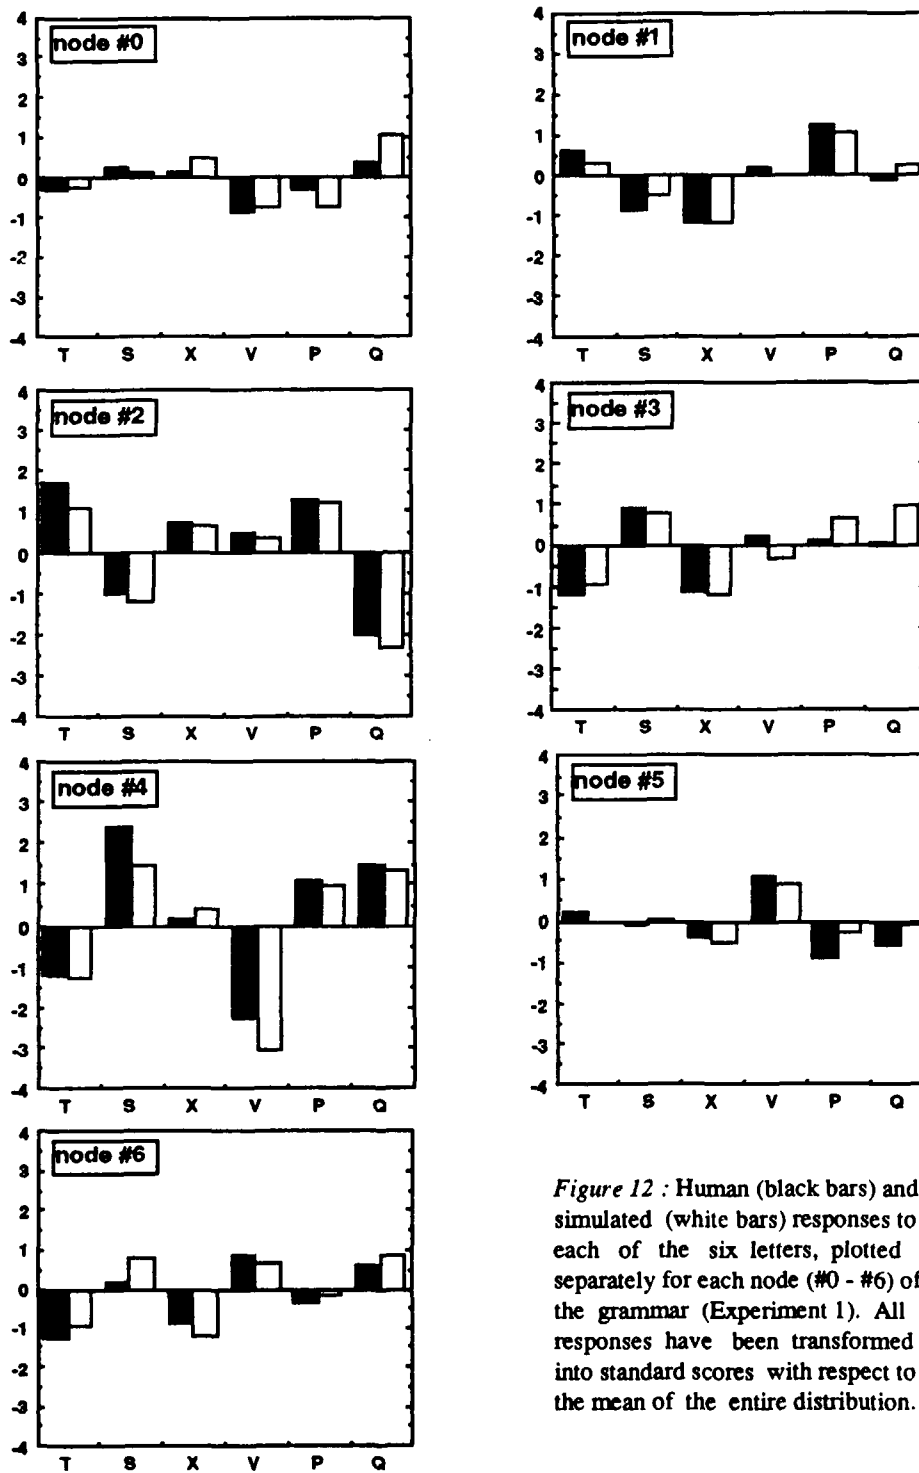 node #0
4
3
2
1
0
-1
-2
-3
-4
T S X V P Q
node #1
4
3
2
1
0
-1
-2
-3
-4
T S X V P Q
node #2
4
3
2
1
0
-1
-2
-3
-4
T S X V P Q
node #3
4
3
2
1
0
-1
-2
-3
-4
T S X V P Q
node #4
4
3
2
1
0
-1
-2
-3
-4
T S X V P Q
node #5
4
3
2
1
0
-1
-2
-3
-4
T S X V P Q
node #6
4
3
2
1
0
-1
-2
-3
-4
T S X V P Q
Figure 12 : Human (black bars) and
simulated (white bars) responses to
each of the six letters, plotted
separately for each node (#0 - #6) of
the grammar (Experiment 1). All
responses have been transformed
into standard scores with respect to
the mean of the entire distribution.